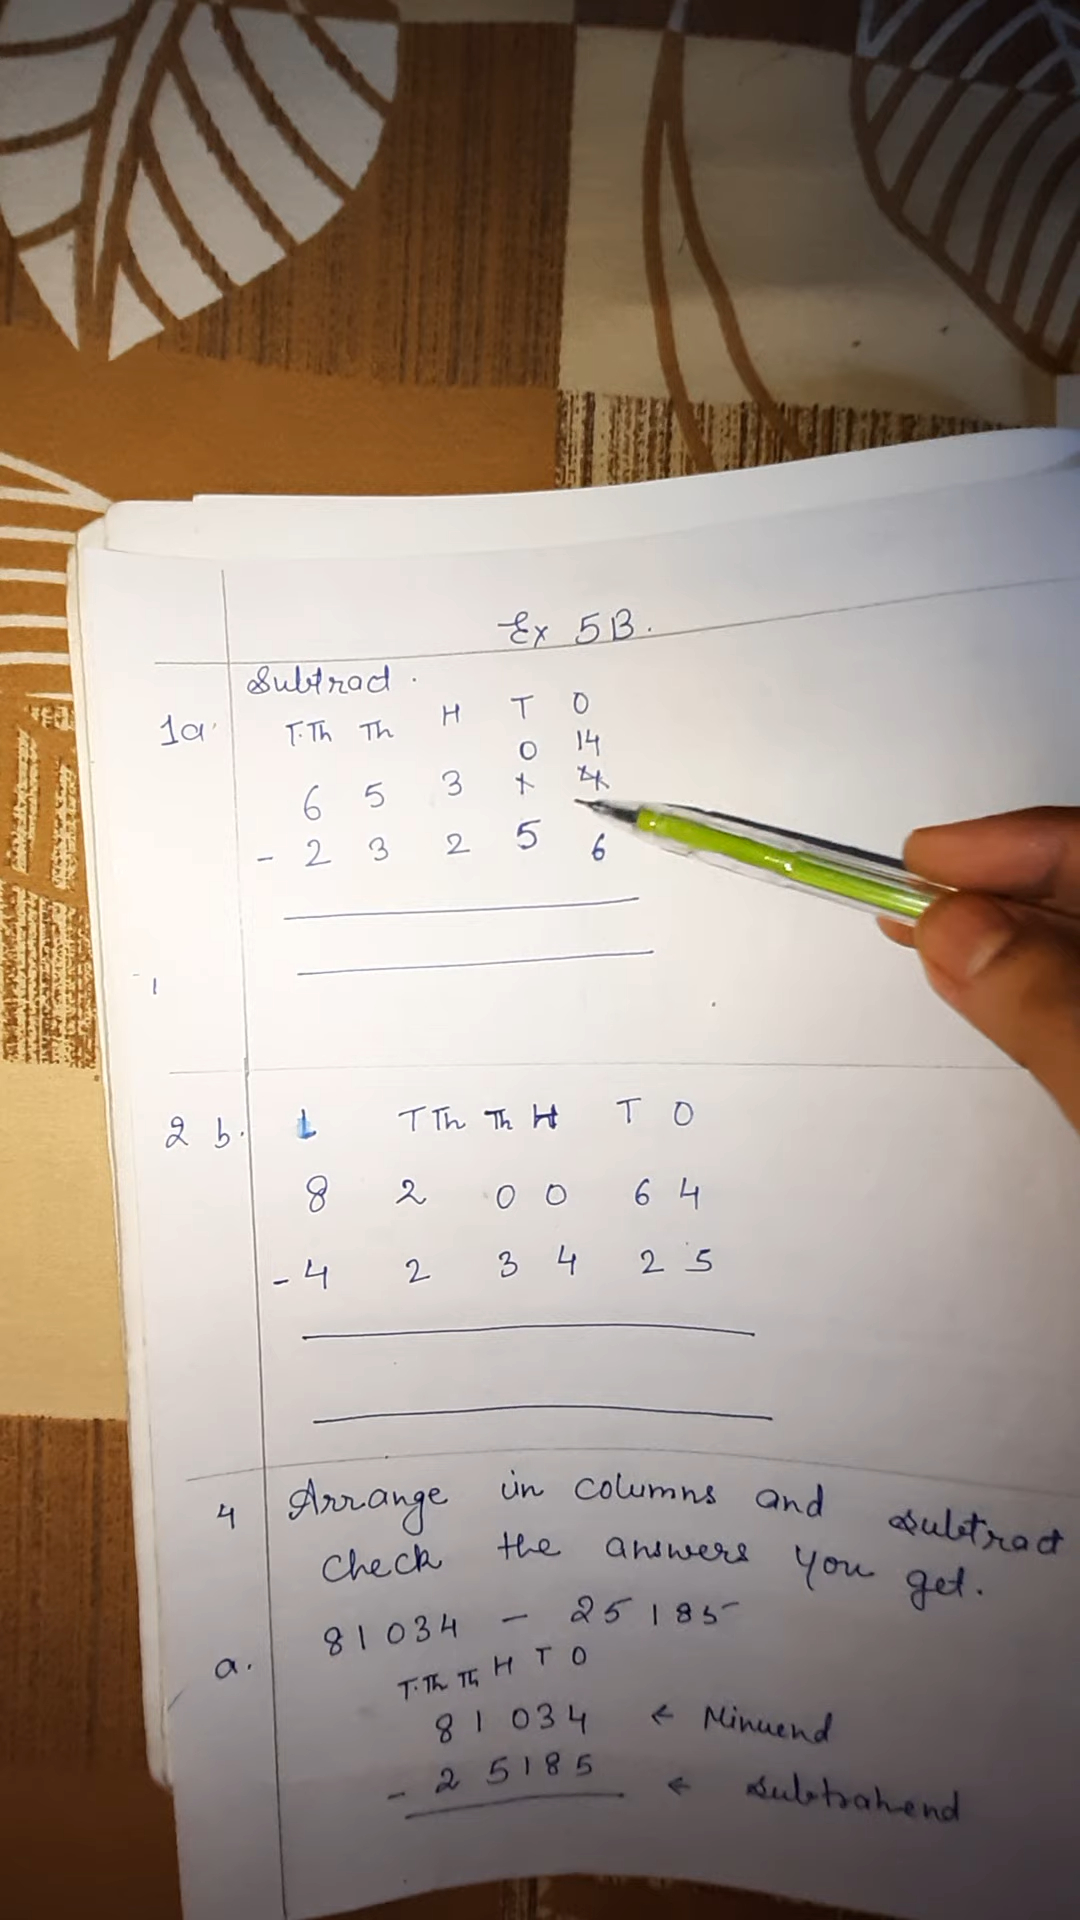 Ex 5B.
Subtract.
1a. T.Th Th H T O
0 14
6 5 3 1 4
- 2 3 2 5 6
2 b. L T Th Th H T O
8 2 0 0 6 4
- 4 2 3 4 2 5
4 Arrange in columns and subtract
check the answers you get.
a. 81034 - 25185
T.Th Th H T O
81034 ← Minuend
- 25185 ← Subtrahend